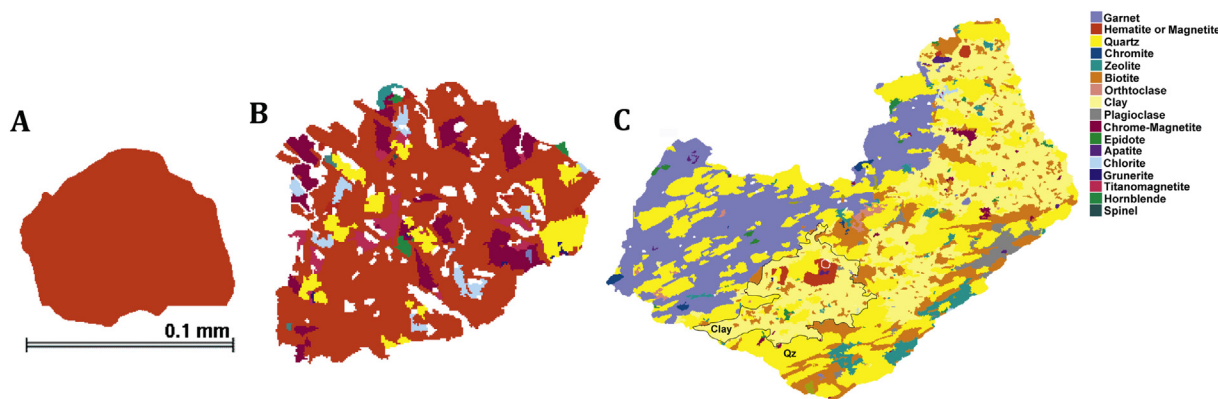 A
0.1 mm
B
C
Clay
Qz
Garnet
Hematite or Magnetite
Quartz
Chromite
Zeolite
Biotite
Orthtoclase
Clay
Plagioclase
Chrome-Magnetite
Epidote
Apatite
Chlorite
Grunerite
Titanomagnetite
Hornblende
Spinel